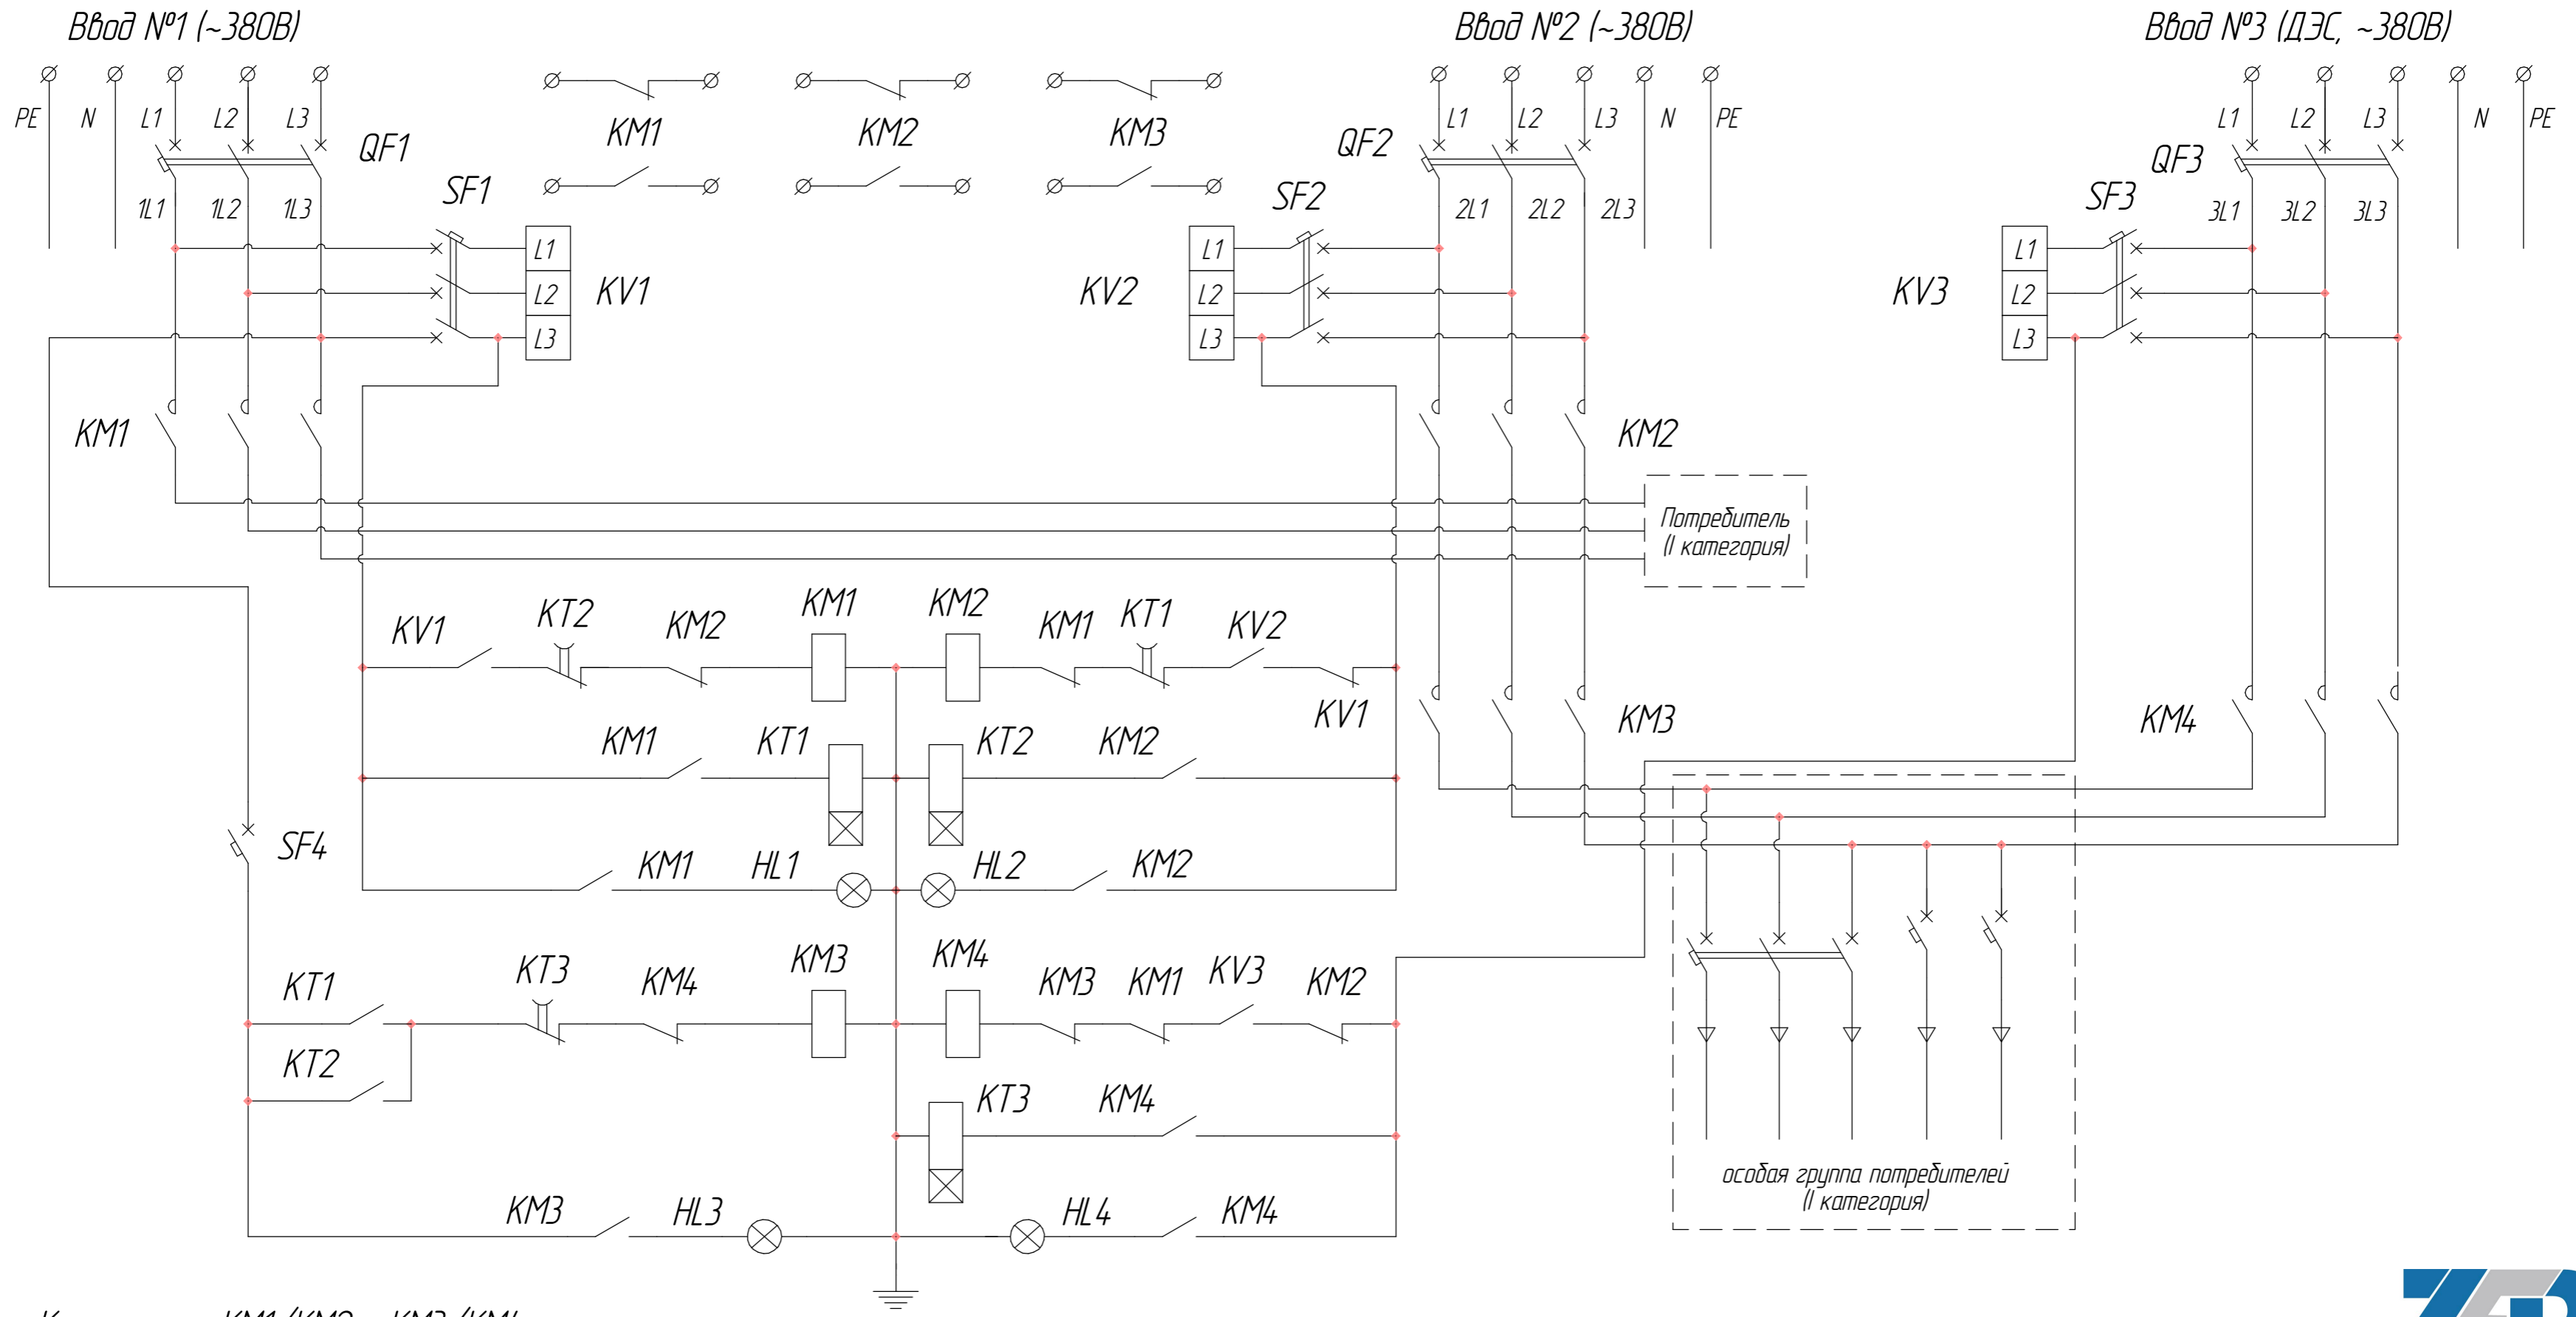 Ввод №1 (~380В)
Ввод №2 (~380В)
Ввод №3 (ДЭС, ~380В)
PE N L1 L2 L3 QF1
KM1 KM2 KM3
QF2 L1 L2 L3 N PE
QF3 L1 L2 L3 N PE
1L1 1L2 1L3 SF1
SF2 2L1 2L2 2L3
SF3 3L1 3L2 3L3
L1
L2 KV1
L3
L1
KV2 L2
L3
L1
KV3 L2
L3
KM1
KM2
Потребитель
(I категория)
KV1 KT2 KM2 KM1 KM2 KM1 KT1 KV2
KV1
KM3
KM4
KM1 KT1 KT2 KM2
SF4
KM1 HL1 HL2 KM2
KT1 KT3 KM4 KM3 KM4 KM3 KM1 KV3 KM2
KT2
KT3 KM4
KM3 HL3 HL4 KM4
особая группа потребителей
(I категория)